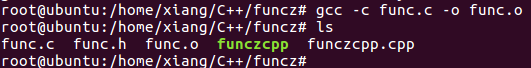 root@ubuntu:/home/xiang/C++/funcz# gcc -c func.c -o func.o
root@ubuntu:/home/xiang/C++/funcz# ls
func.c  func.h  func.o  funczcpp  funczcpp.cpp
root@ubuntu:/home/xiang/C++/funcz#